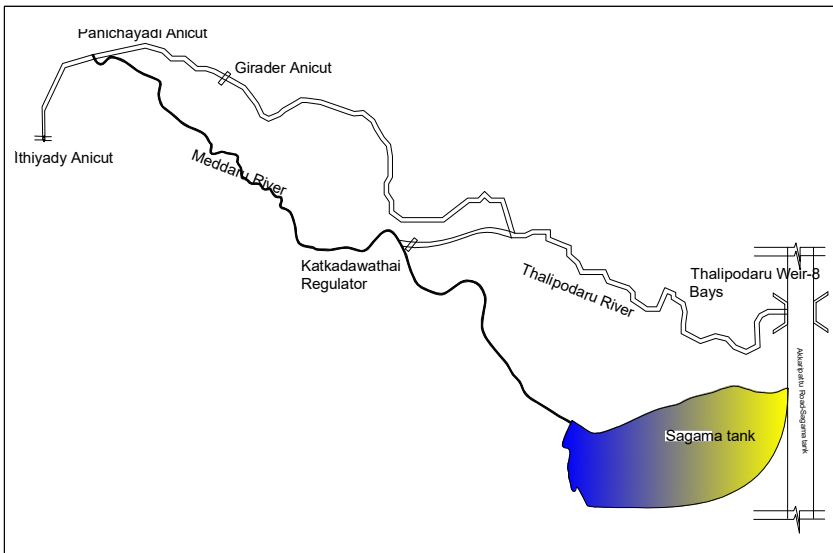 Panichayadi Anicut
Girader Anicut
Ithiyady Anicut
Meddaru River
Katkadawathai
Regulator
Thalipodaru River
Thalipodaru Weir-8
Bays
Akkaripathu Road-Sagama tank
Sagama tank